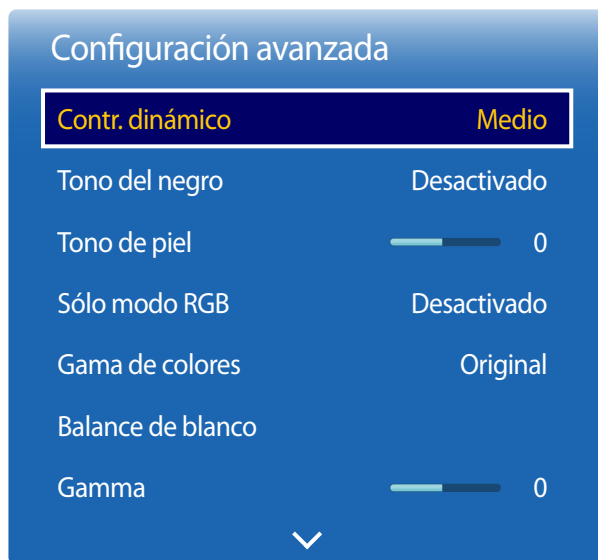 Configuración avanzada
Contr. dinámico Medio
Tono del negro Desactivado
Tono de piel 0
Sólo modo RGB Desactivado
Gama de colores Original
Balance de blanco
Gamma 0